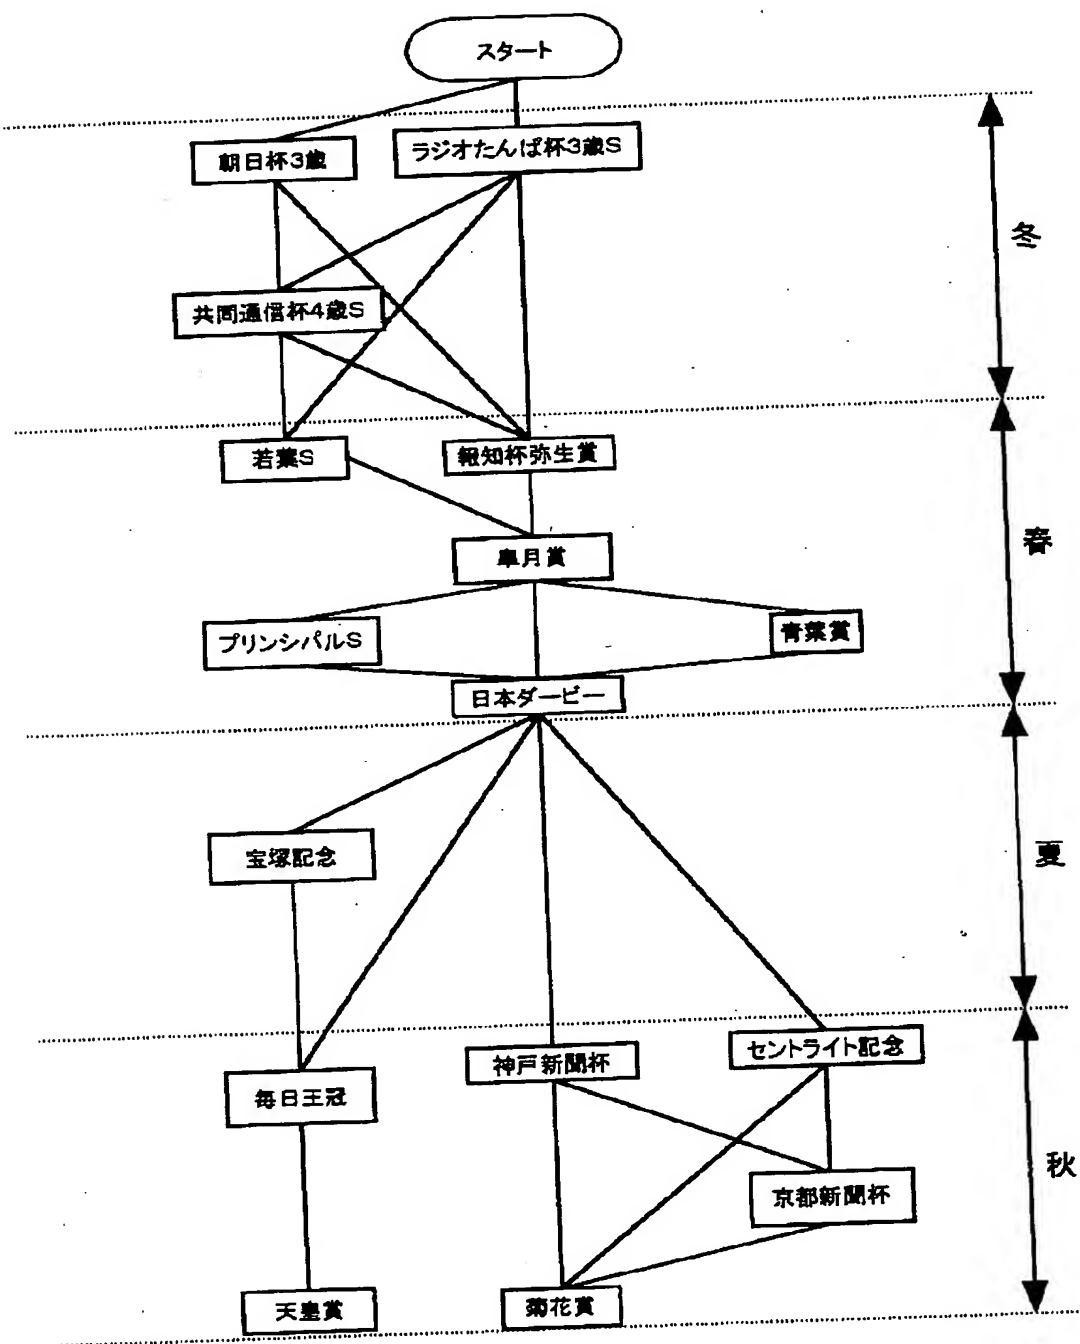 スタート
朝日杯3歳
ラジオたんぱ杯3歳S
冬
共同通信杯4歳S
若葉S
報知杯弥生賞
春
皐月賞
プリンシパルS
青葉賞
日本ダービー
宝塚記念
夏
毎日王冠
神戸新聞杯
セントライト記念
秋
京都新聞杯
天皇賞
菊花賞